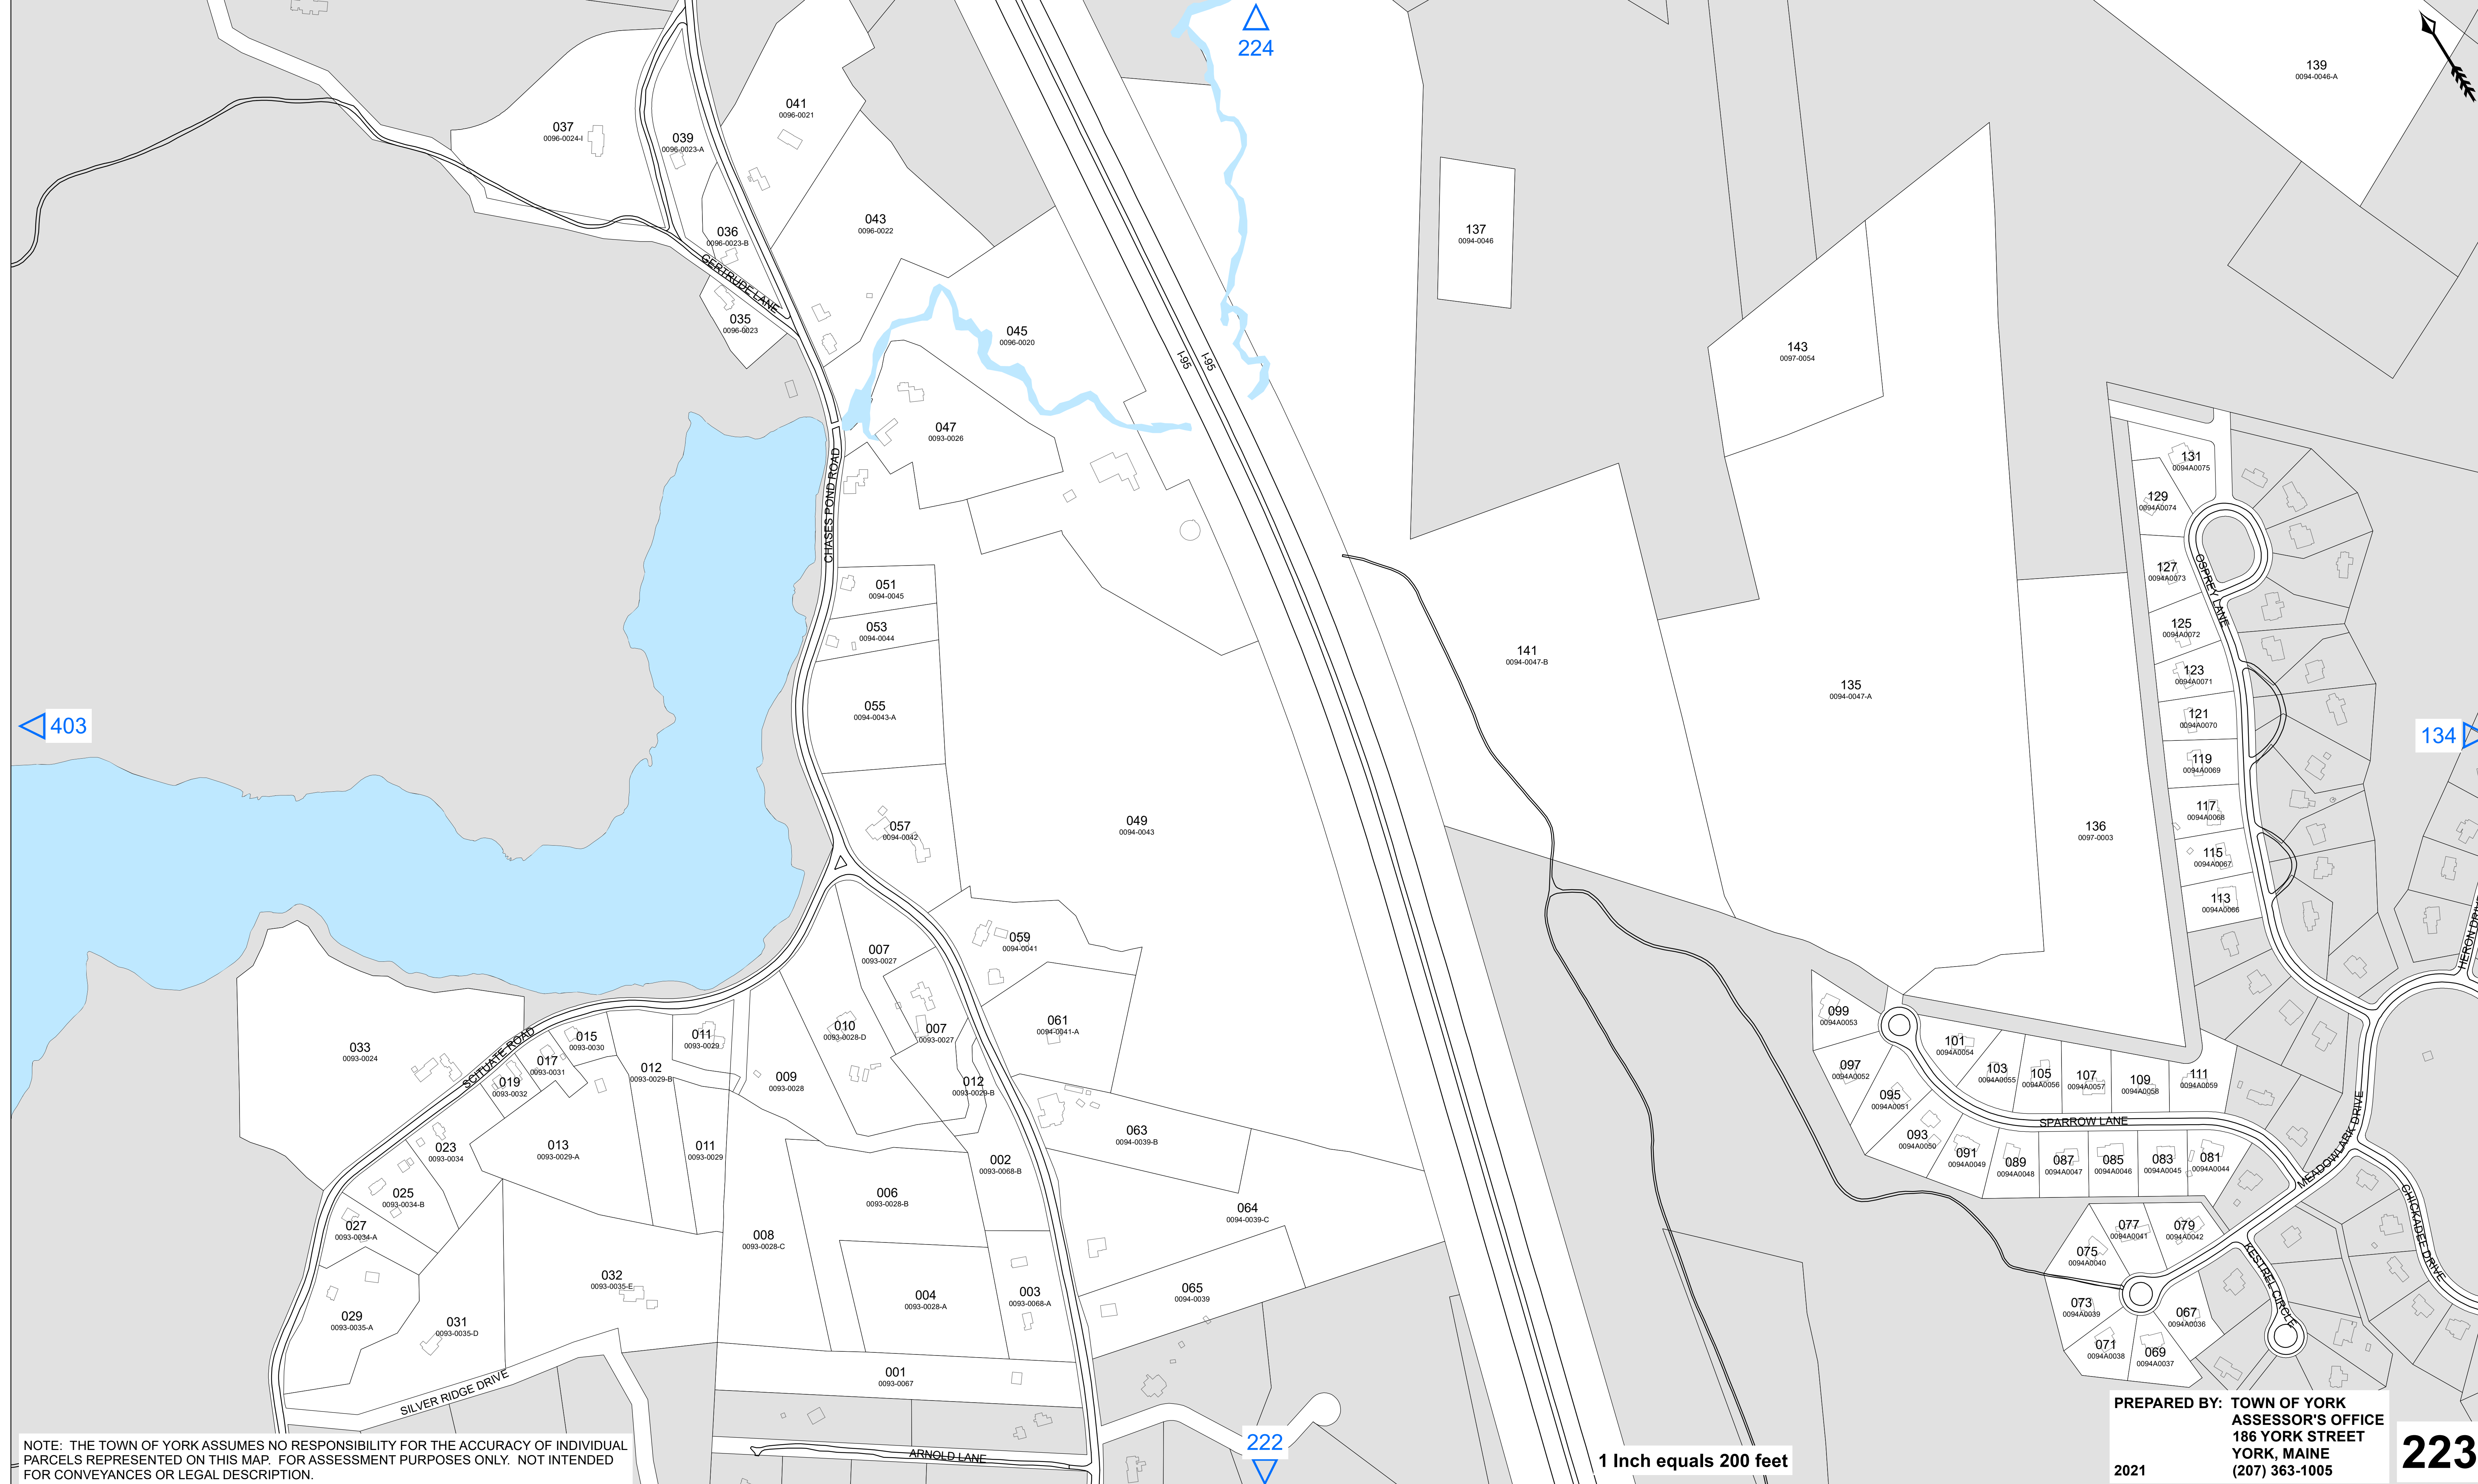 224
139
0094-0046-A
041
0096-0021
037
0096-0024-I
039
0096-0023-A
043
0096-0022
036
0096-0023-B
137
0094-0046
GERTRUDE LANE
035
0096-0023
045
0096-0020
I-95
I-95
143
0097-0054
047
0093-0026
CHASES POND ROAD
131
0094A0075
129
0094A0074
127
0094A0073
OSPREY LANE
051
0094-0045
053
0094-0044
125
0094A0072
141
0094-0047-B
135
0094-0047-A
123
0094A0071
055
0094-0043-A
121
0094A0070
403
134
119
0094A0069
117
0094A0068
049
0094-0043
057
0094-0042
136
0097-0003
115
0094A0067
113
0094A0066
HERON DRIVE
059
0094-0041
007
0093-0027
061
0094-0041-A
010
0093-0028-D
007
0093-0027
099
0094A0053
033
0093-0024
SCITUATE ROAD
015
0093-0030
011
0093-0029
017
0093-0031
019
0093-0032
012
0093-0029-B
009
0093-0028
012
0093-0029-B
101
0094A0054
097
0094A0052
103
0094A0055
105
0094A0056
107
0094A0057
109
0094A0058
111
0094A0059
095
0094A0051
SPARROW LANE
MEADOWLARK DRIVE
093
0094A0050
091
0094A0049
089
0094A0048
087
0094A0047
085
0094A0046
083
0094A0045
081
0094A0044
063
0094-0039-B
023
0093-0034
013
0093-0029-A
011
0093-0029
002
0093-0068-B
025
0093-0034-B
006
0093-0028-B
064
0094-0039-C
CHICKADEE DRIVE
027
0093-0034-A
008
0093-0028-C
077
0094A0041
079
0094A0042
075
0094A0040
KESTREL CIRCLE
032
0093-0035-E
004
0093-0028-A
003
0093-0068-A
065
0094-0039
073
0094A0039
067
0094A0036
029
0093-0035-A
031
0093-0035-D
071
0094A0038
069
0094A0037
001
0093-0067
SILVER RIDGE DRIVE
ARNOLD LANE
222
NOTE: THE TOWN OF YORK ASSUMES NO RESPONSIBILITY FOR THE ACCURACY OF INDIVIDUAL
PARCELS REPRESENTED ON THIS MAP. FOR ASSESSMENT PURPOSES ONLY. NOT INTENDED
FOR CONVEYANCES OR LEGAL DESCRIPTION.
1 Inch equals 200 feet
PREPARED BY: TOWN OF YORK
ASSESSOR'S OFFICE
186 YORK STREET
YORK, MAINE
2021 (207) 363-1005
223